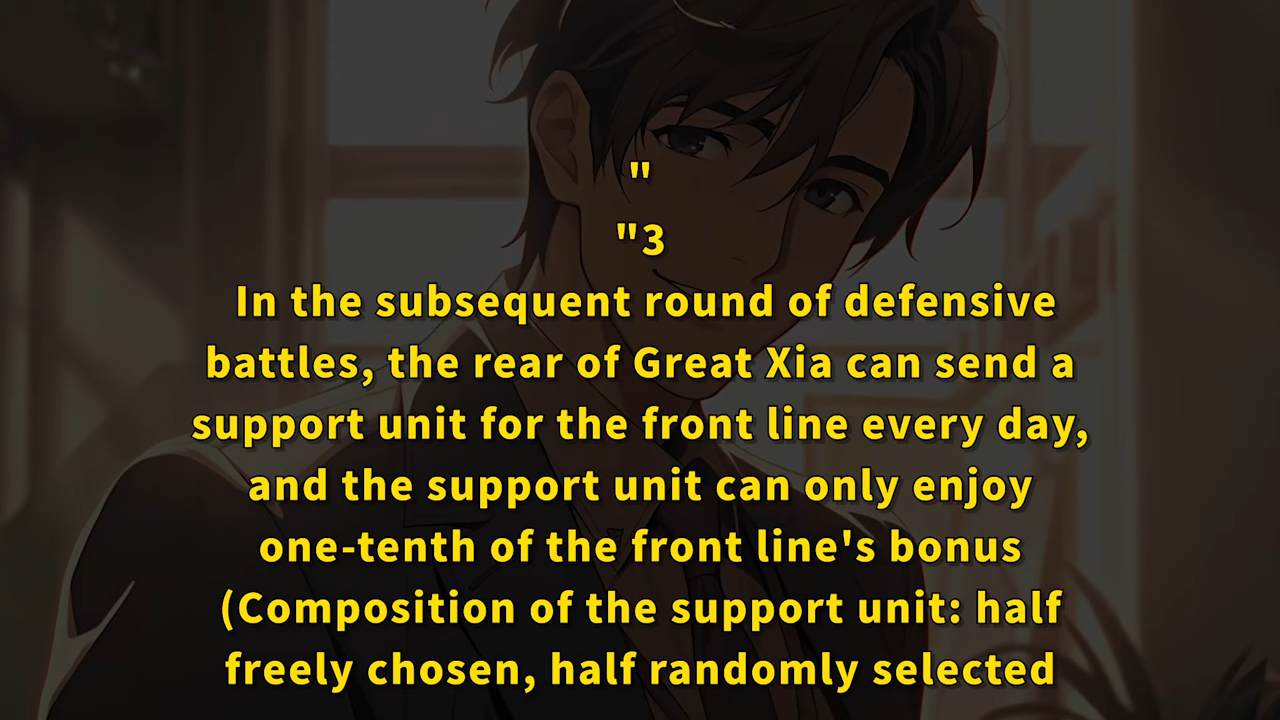 "
"3
In the subsequent round of defensive
battles, the rear of Great Xia can send a
support unit for the front line every day,
and the support unit can only enjoy
one-tenth of the front line's bonus
(Composition of the support unit: half
freely chosen, half randomly selected